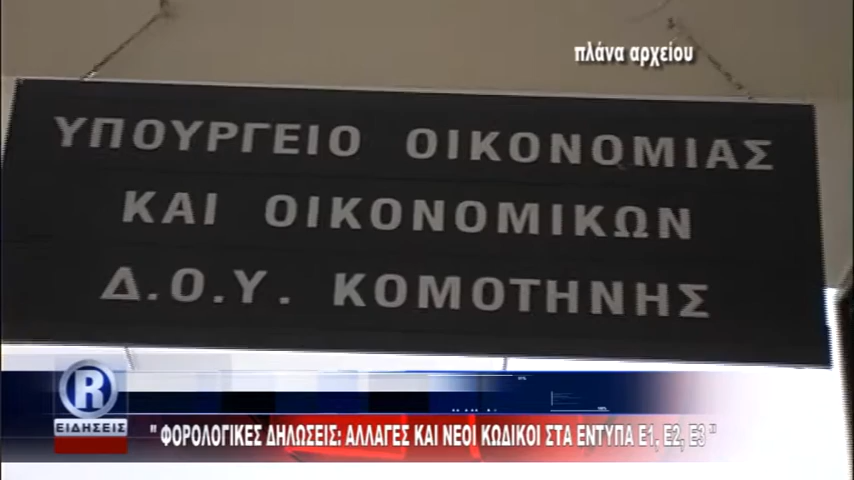 πλάνα αρχείου
ΥΠΟΥΡΓΕΙΟ ΟΙΚΟΝΟΜΙΑΣ
ΚΑΙ ΟΙΚΟΝΟΜΙΚΩΝ
Δ.Ο.Υ. ΚΟΜΟΤΗΝΗΣ
R
ΕΙΔΗΣΕΙΣ
" ΦΟΡΟΛΟΓΙΚΕΣ ΔΗΛΩΣΕΙΣ: ΑΛΛΑΓΕΣ ΚΑΙ ΝΕΟΙ ΚΩΔΙΚΟΙ ΣΤΑ ΕΝΤΥΠΑ Ε1, Ε2, Ε3 "